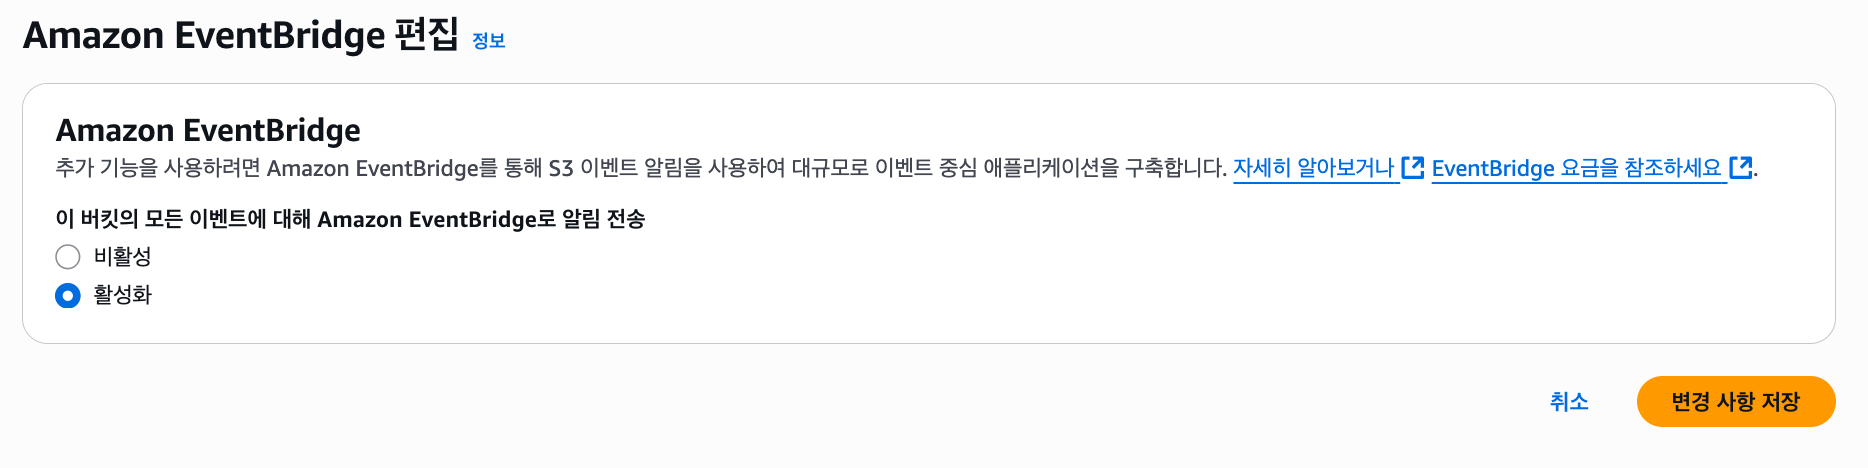 Amazon EventBridge 편집 정보
Amazon EventBridge
추가 기능을 사용하려면 Amazon EventBridge를 통해 S3 이벤트 알림을 사용하여 대규모로 이벤트 중심 애플리케이션을 구축합니다. 자세히 알아보거나 EventBridge 요금을 참조하세요.
이 버킷의 모든 이벤트에 대해 Amazon EventBridge로 알림 전송
비활성
활성화
취소 변경 사항 저장